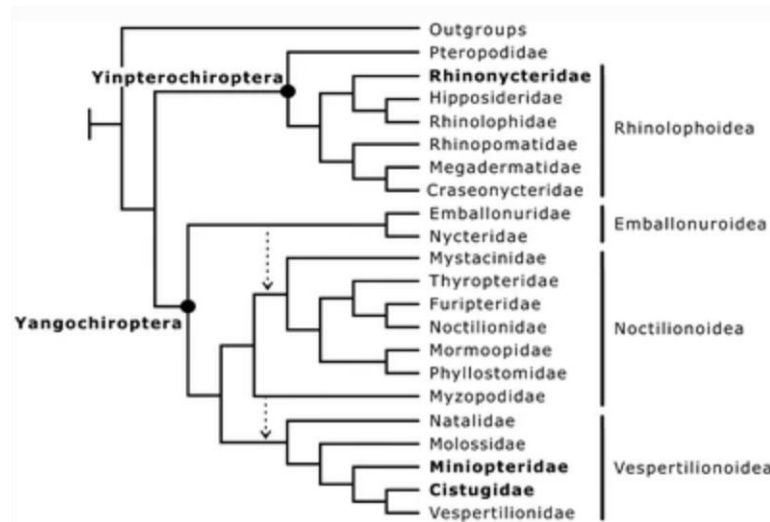 Outgroups
Pteropodidae
Yinpterochiroptera
Rhinonycteridae
Hipposideridae
Rhinolophidae
Rhinolophoidea
Rhinopomatidae
Megadermatidae
Craseonycteridae
Emballonuridae
Emballonuroidea
Nycteridae
Mystacinidae
Thyropteridae
Furipteridae
Yangochiroptera
Noctilionidae
Noctilionoidea
Mormoopidae
Phyllostomidae
Myzopodidae
Natalidae
Molossidae
Miniopteridae
Vespertilionoidea
Cistugidae
Vespertilionidae